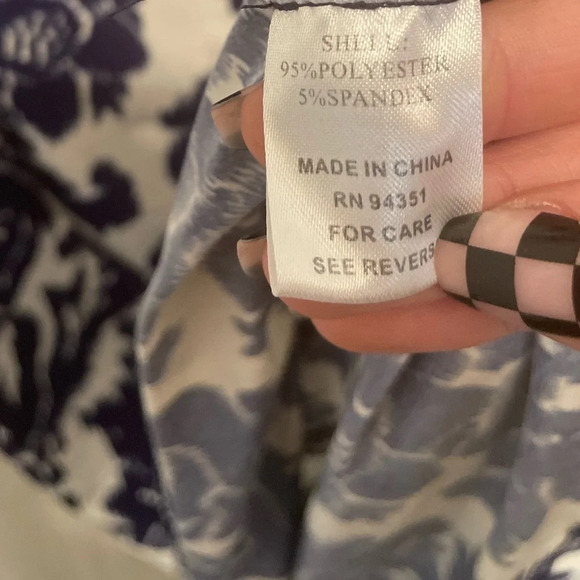 SHELL:
95%POLYESTER
5%SPANDEX
MADE IN CHINA
RN 94351
FOR CARE
SEE REVERS